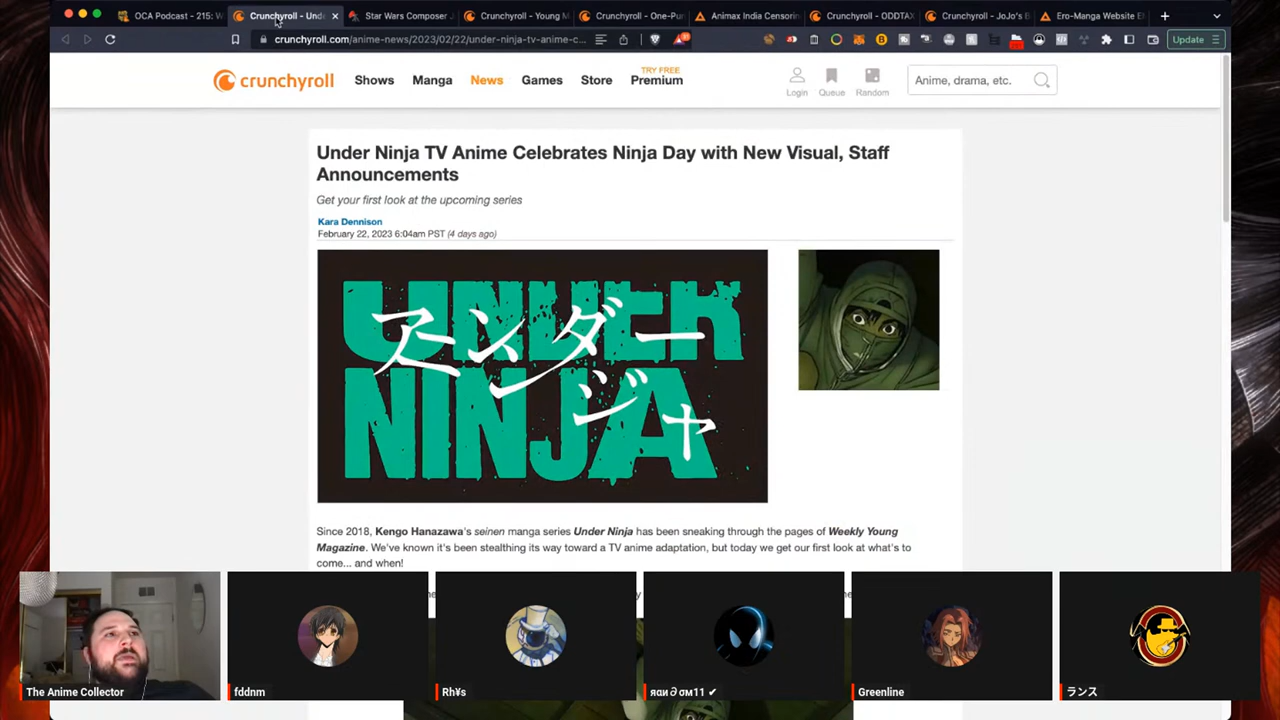 OCA Podcast - 215: W
Crunchyroll - Und
Star Wars Composer J
Crunchyroll - Young M
Crunchyroll - One-Pun
Animax India Censorin
Crunchyroll - ODDTAX
Crunchyroll - JoJo's B
Ero-Manga Website E
crunchyroll.com/anime-news/2023/02/22/under-ninja-tv-anime-c...
Update
crunchyroll
Shows
Manga
News
Games
Store
TRY FREE
Premium
Login
Queue
Random
Anime, drama, etc.
Under Ninja TV Anime Celebrates Ninja Day with New Visual, Staff
Announcements
Get your first look at the upcoming series
Kara Dennison
February 22, 2023 6:04am PST (4 days ago)
UNDER
アンダー
NINJA
ニンジャ
Since 2018, Kengo Hanazawa's seinen manga series Under Ninja has been sneaking through the pages of Weekly Young
Magazine. We've known it's been stealthing its way toward a TV anime adaptation, but today we get our first look at what's to
come... and when!
The Anime Collector
fddnm
Rh¥s
яαи∂σм11 ✔
Greenline
ランス